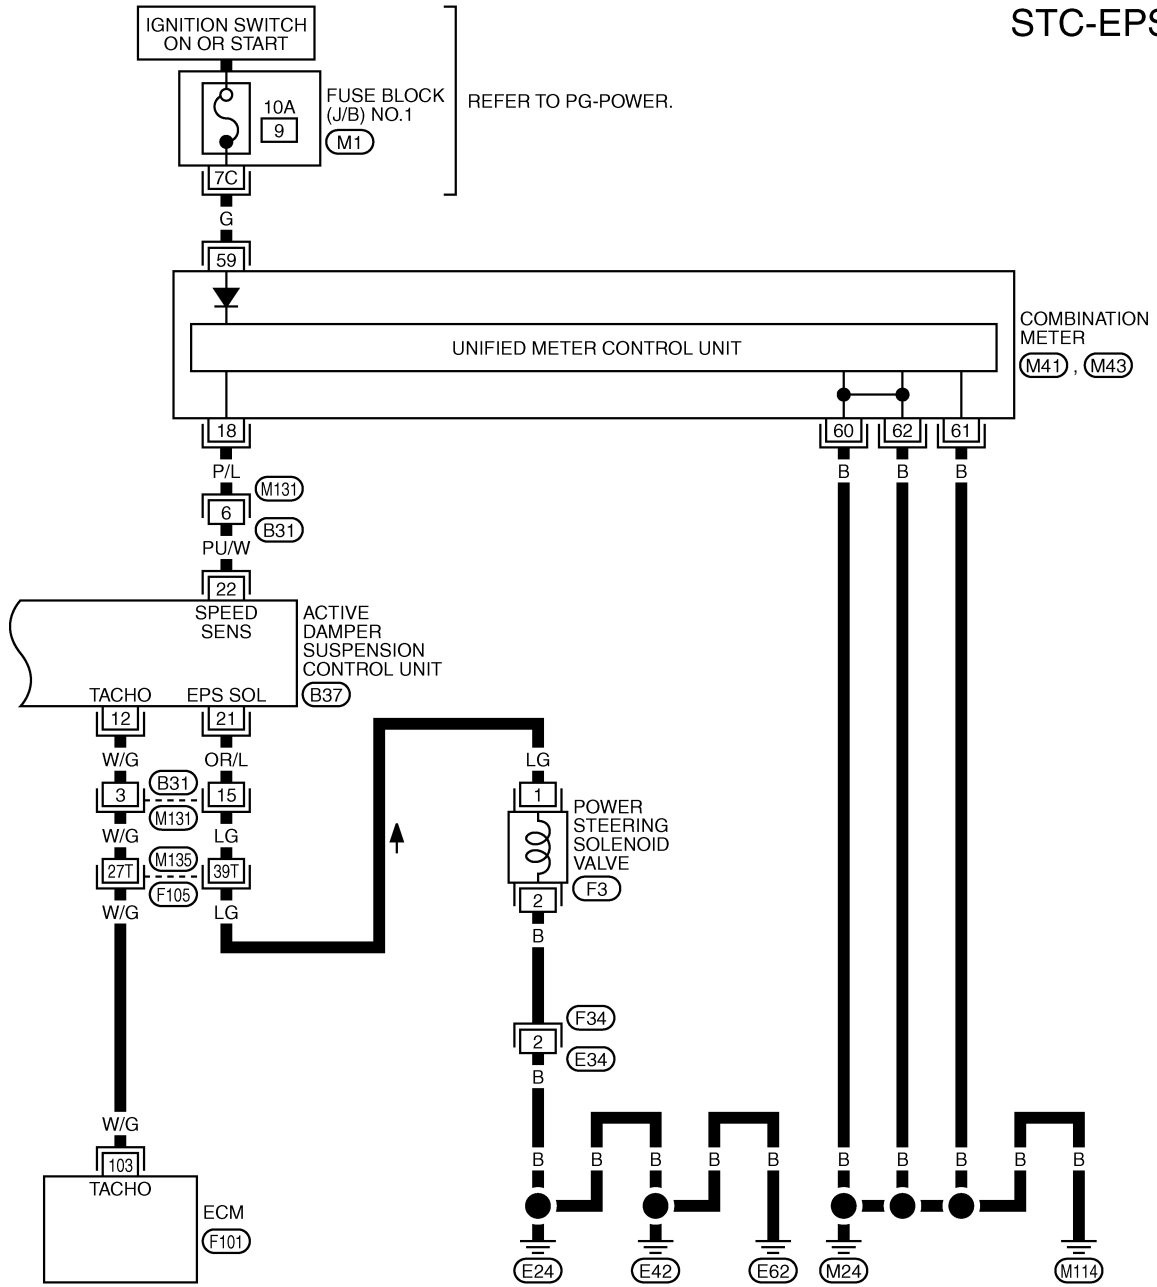 STC-EPS
IGNITION SWITCH
ON OR START
10A
9
FUSE BLOCK
(J/B) NO.1
M1
REFER TO PG-POWER.
7C
G
59
UNIFIED METER CONTROL UNIT
COMBINATION
METER
M41 , M43
18
60
62
61
P/L
B
B
B
M131
6
B31
PU/W
22
SPEED
SENS
ACTIVE
DAMPER
SUSPENSION
CONTROL UNIT
B37
TACHO
EPS SOL
12
21
W/G
OR/L
LG
3
B31
15
M131
1
POWER
STEERING
SOLENOID
VALVE
F3
W/G
LG
27T
M135
39T
F105
2
W/G
LG
B
F34
2
E34
B
W/G
103
TACHO
ECM
F101
B
B
B
B
B
B
B
B
B
B
E24
E42
E62
M24
M114